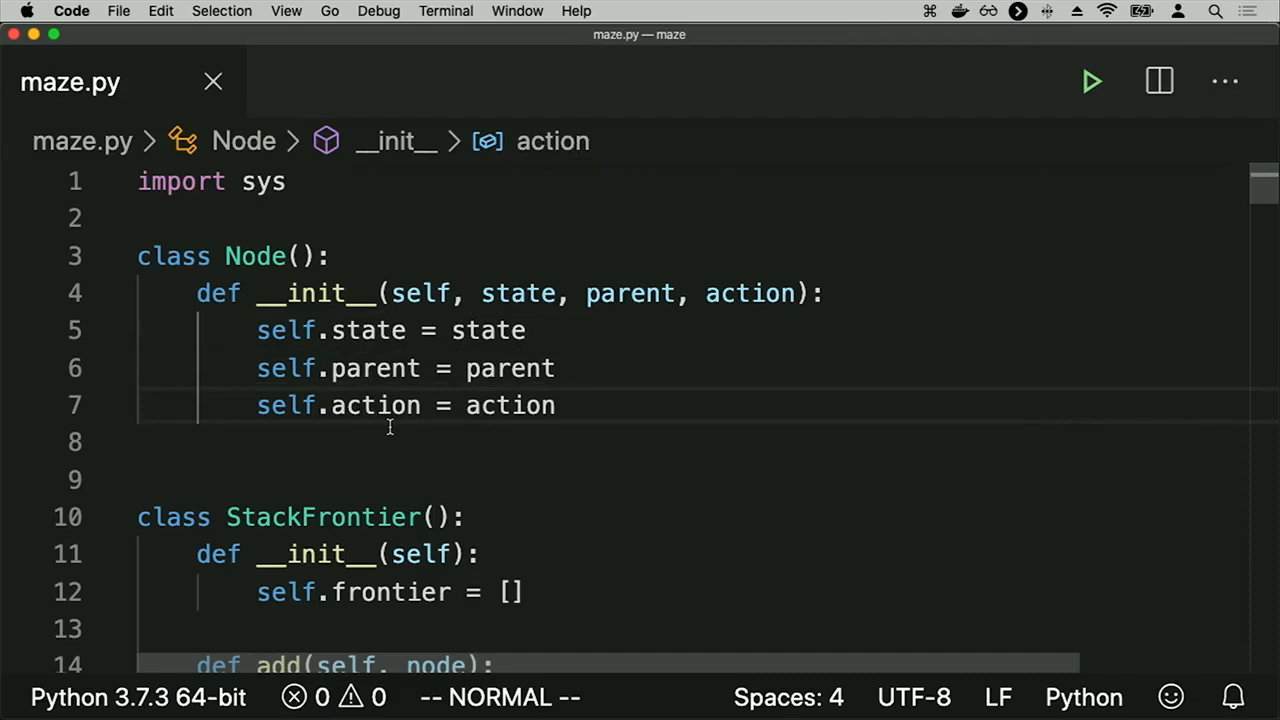 Code File Edit Selection View Go Debug Terminal Window Help
maze.py — maze
maze.py
maze.py > Node > __init__ > action
1 import sys
2
3 class Node():
4 def __init__(self, state, parent, action):
5 self.state = state
6 self.parent = parent
7 self.action = action
8
9
10 class StackFrontier():
11 def __init__(self):
12 self.frontier = []
13
14 def add(self, node):
Python 3.7.3 64-bit 0 0 -- NORMAL -- Spaces: 4 UTF-8 LF Python